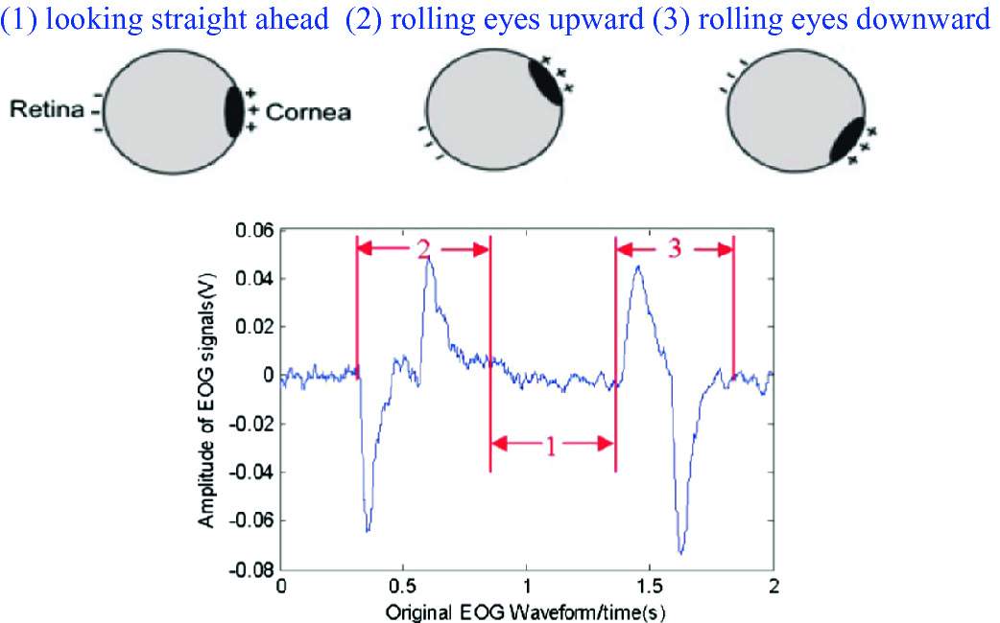 (1) looking straight ahead (2) rolling eyes upward (3) rolling eyes downward
Retina
Cornea
- - -
+ + +
- - -
+ + +
- - -
+ + +
Amplitude of EOG signals(V)
0.06
0.04
0.02
0
-0.02
-0.04
-0.06
-0.08
2
3
1
0 0.5 1 1.5 2
Original EOG Waveform/time(s)